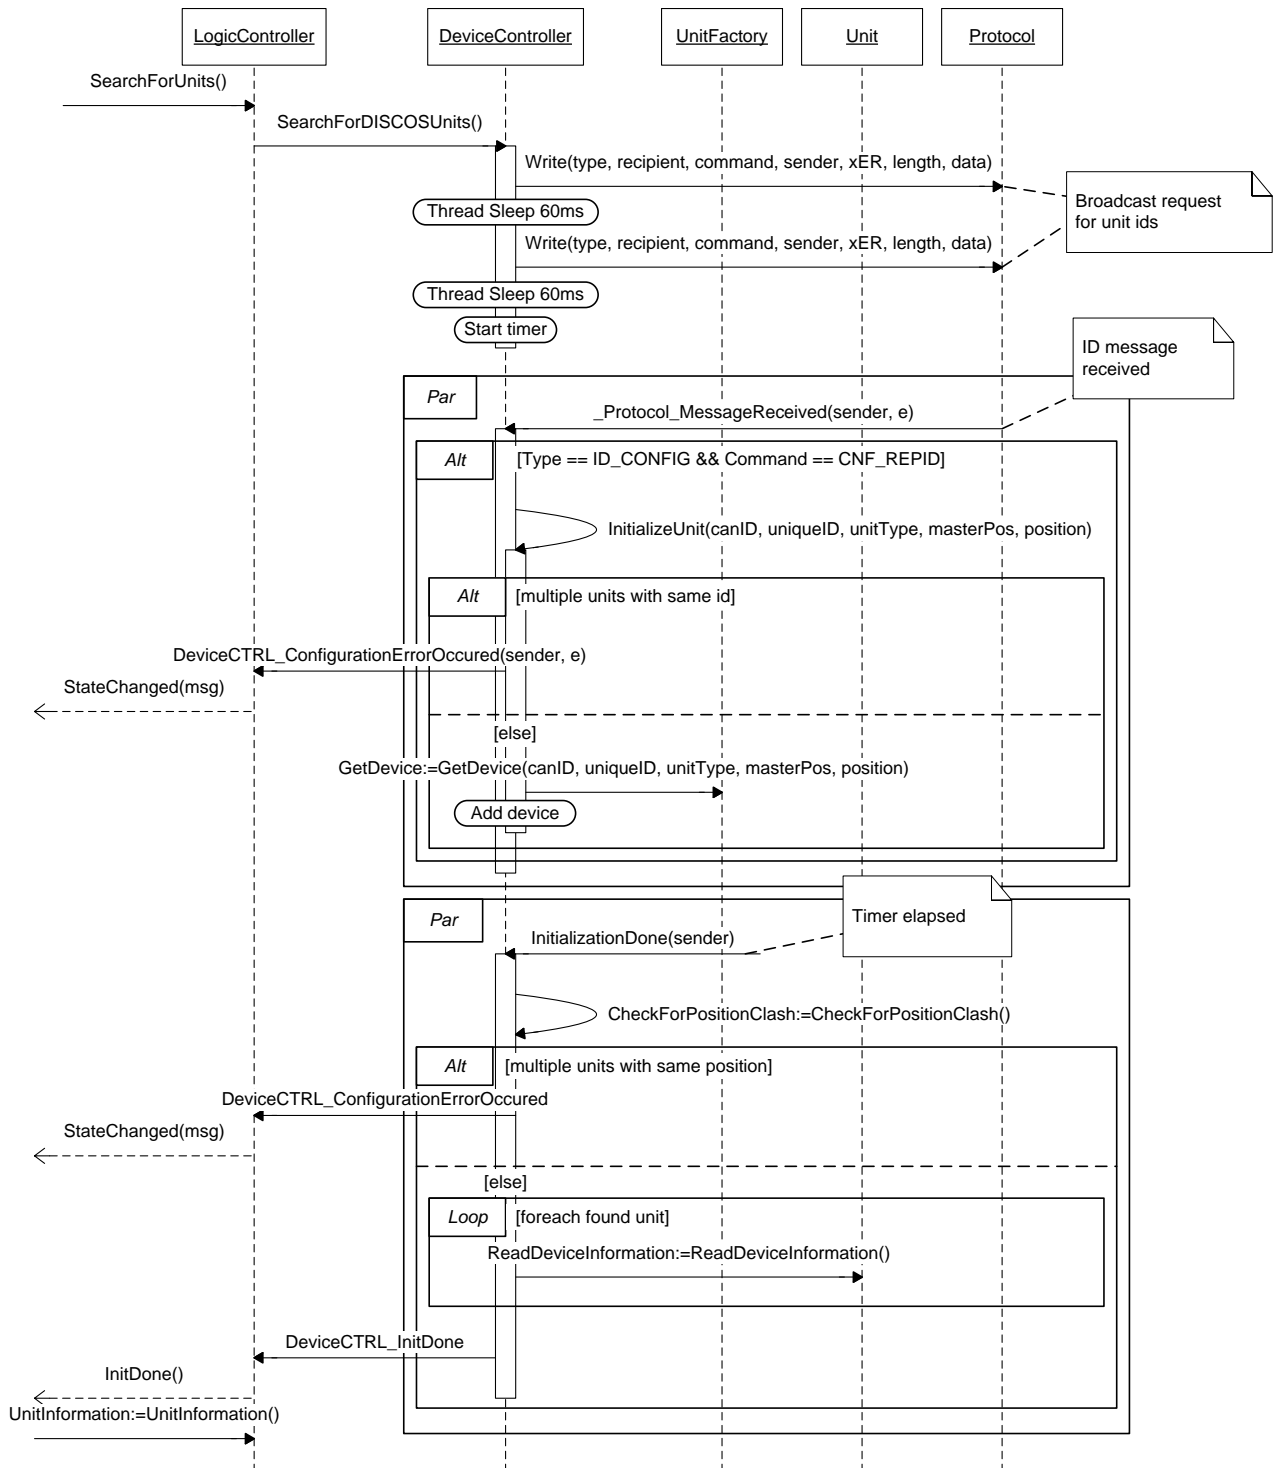 LogicController
DeviceController
UnitFactory
Unit
Protocol
SearchForUnits()
SearchForDISCOSUnits()
Write(type, recipient, command, sender, xER, length, data)
Broadcast request
for unit ids
Thread Sleep 60ms
Write(type, recipient, command, sender, xER, length, data)
Thread Sleep 60ms
Start timer
ID message
received
Par
_Protocol_MessageReceived(sender, e)
Alt
[Type == ID_CONFIG && Command == CNF_REPID]
InitializeUnit(canID, uniqueID, unitType, masterPos, position)
Alt
[multiple units with same id]
DeviceCTRL_ConfigurationErrorOccured(sender, e)
StateChanged(msg)
[else]
GetDevice:=GetDevice(canID, uniqueID, unitType, masterPos, position)
Add device
Par
Timer elapsed
InitializationDone(sender)
CheckForPositionClash:=CheckForPositionClash()
Alt
[multiple units with same position]
DeviceCTRL_ConfigurationErrorOccured
StateChanged(msg)
[else]
Loop
[foreach found unit]
ReadDeviceInformation:=ReadDeviceInformation()
DeviceCTRL_InitDone
InitDone()
UnitInformation:=UnitInformation()